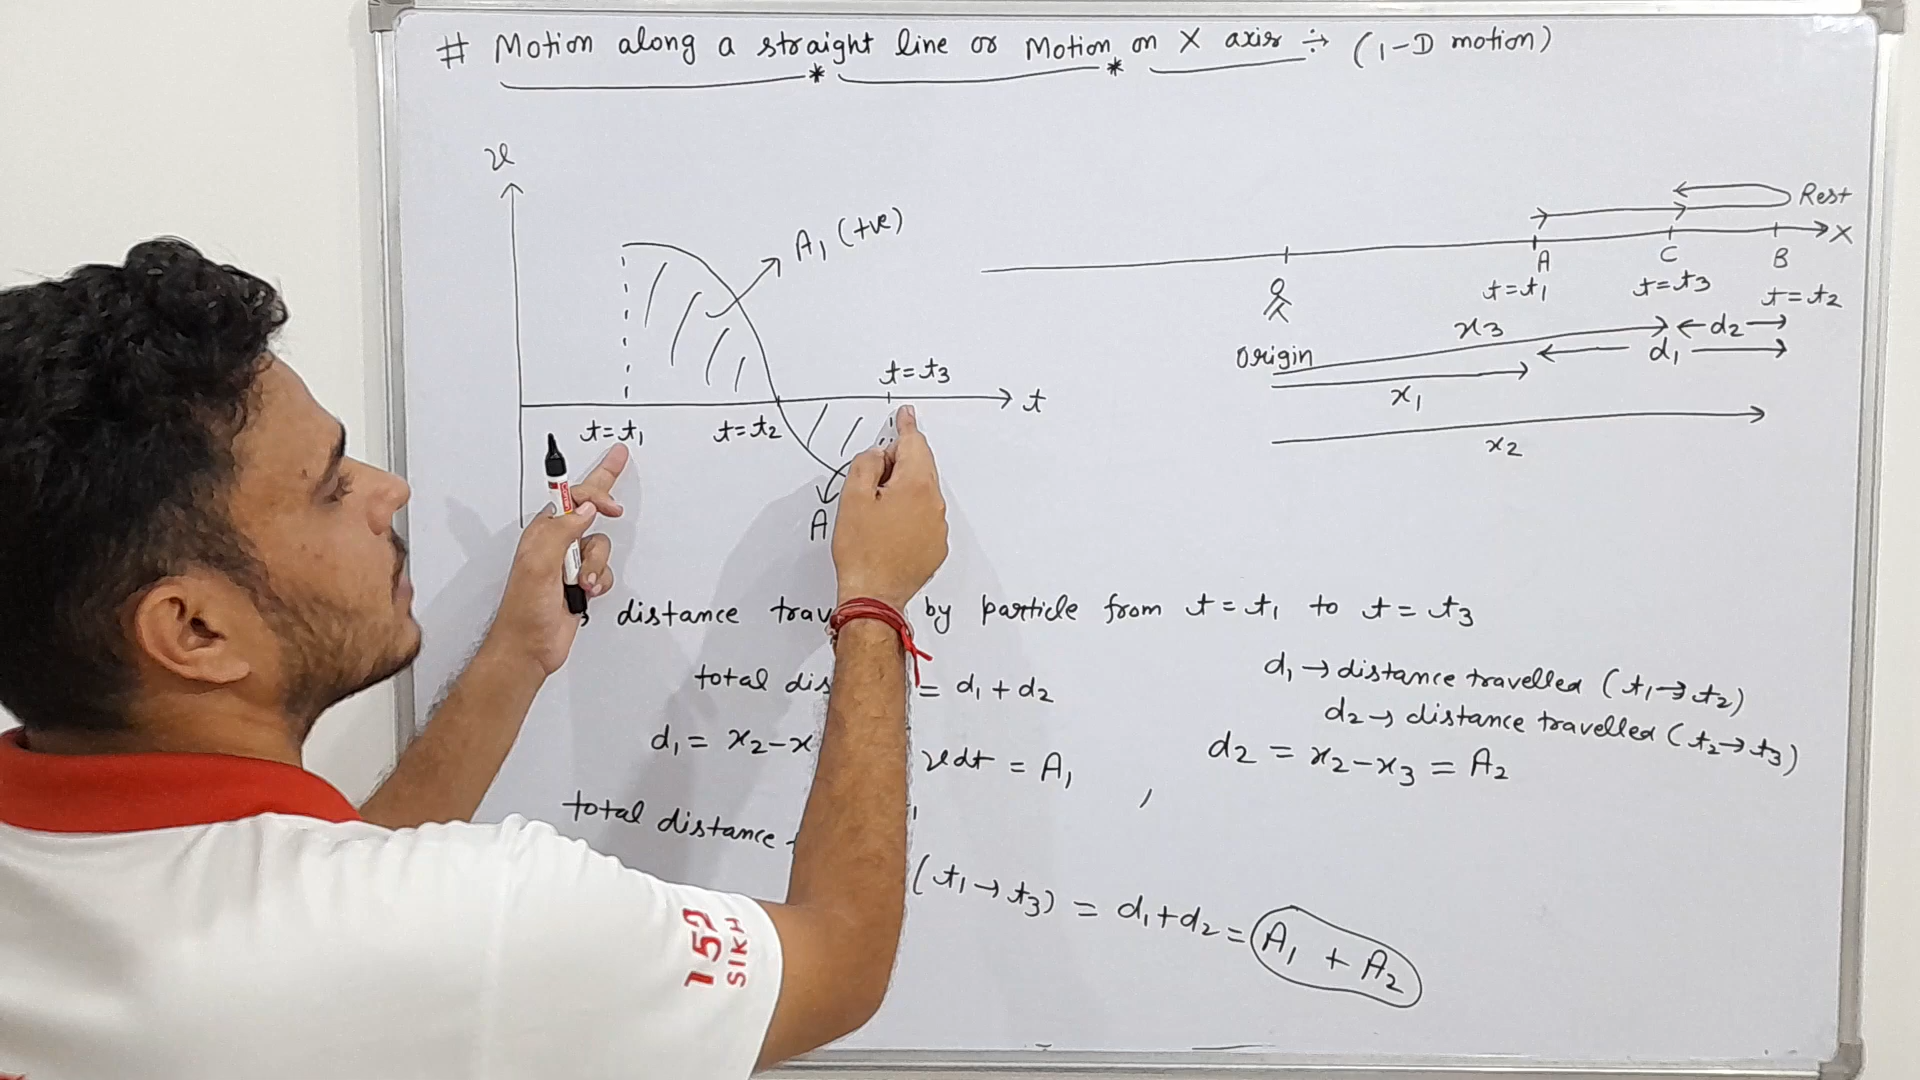 # Motion along a straight line or Motion on X axis ÷ (1-D motion)
v
A₁ (+ve)
t=t₃
t
t=t₁
t=t₂
A
Rest
X
A
C
B
t=t₁
t=t₃
t=t₂
x₃
d₂
Origin
d₁
x₁
x₂
distance by particle from t=t₁ to t=t₃
total = d₁+d₂
d₁ → distance travelled (t₁→t₂)
d₂ → distance travelled (t₂→t₃)
d₁ = x₂-x vdt = A₁ , d₂ = x₂-x₃ = A₂
total distance
(t₁→t₃) = d₁+d₂ = A₁ + A₂
152
SIKH